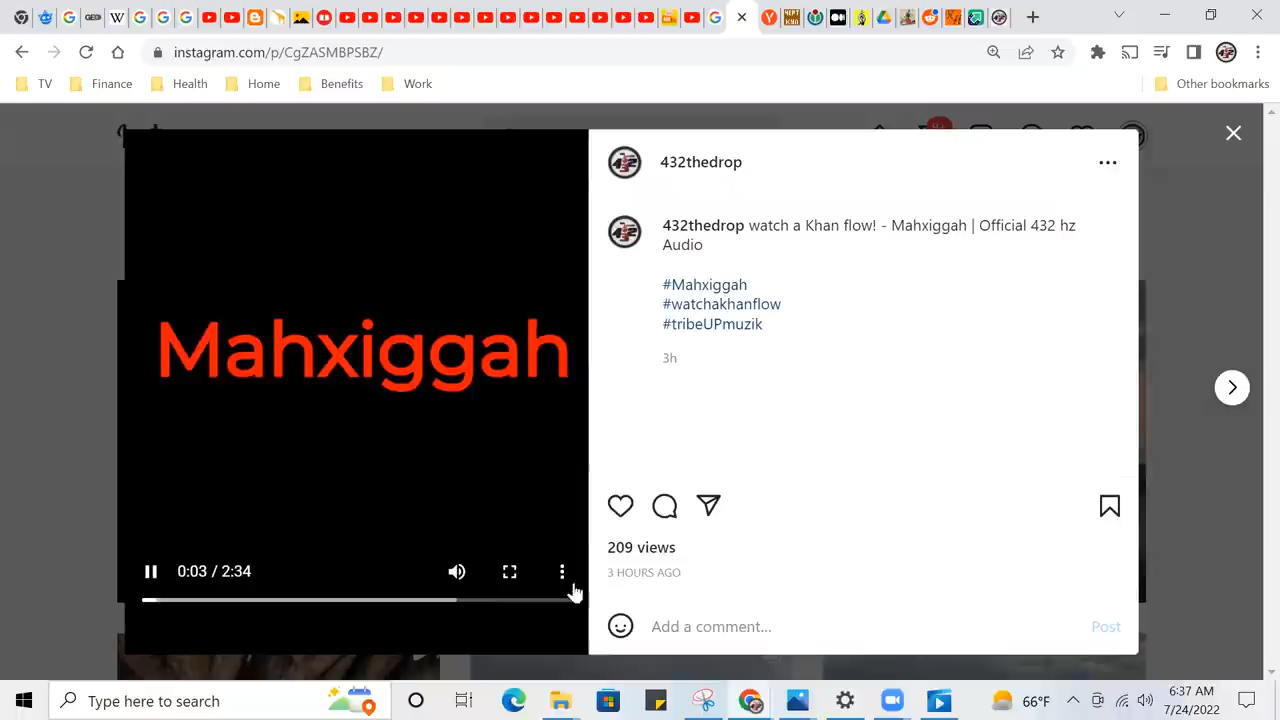 instagram.com/p/CgZASMBPSBZ/
TV
Finance
Health
Home
Benefits
Work
Other bookmarks
432thedrop
432thedrop watch a Khan flow! - Mahxiggah | Official 432 hz
Audio
#Mahxiggah
#watchakhanflow
#tribeUPmuzik
3h
Mahxiggah
0:03 / 2:34
209 views
3 HOURS AGO
Add a comment...
Post
Type here to search
66°F
6:37 AM
7/24/2022